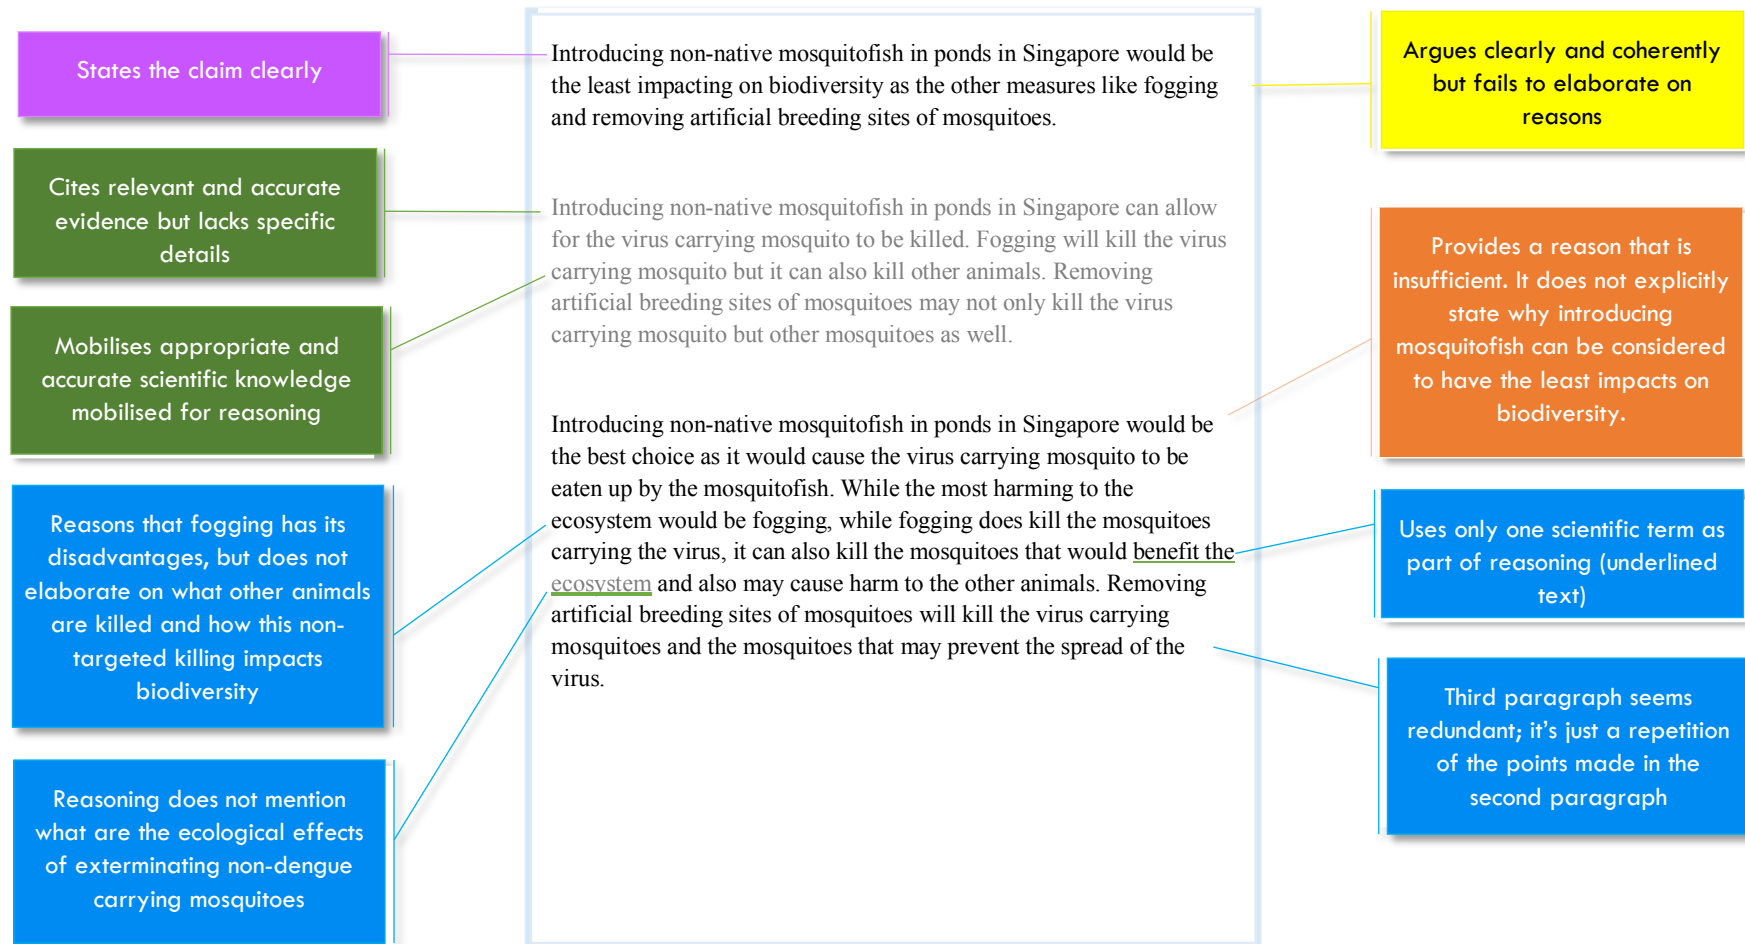 States the claim clearly
Cites relevant and accurate
evidence but lacks specific
details
Mobilises appropriate and
accurate scientific knowledge
mobilised for reasoning
Reasons that fogging has its
disadvantages, but does not
elaborate on what other animals
are killed and how this non-
targeted killing impacts
biodiversity
Reasoning does not mention
what are the ecological effects
of exterminating non-dengue
carrying mosquitoes
Introducing non-native mosquitofish in ponds in Singapore would be
the least impacting on biodiversity as the other measures like fogging
and removing artificial breeding sites of mosquitoes.
Introducing non-native mosquitofish in ponds in Singapore can allow
for the virus carrying mosquito to be killed. Fogging will kill the virus
carrying mosquito but it can also kill other animals. Removing
artificial breeding sites of mosquitoes may not only kill the virus
carrying mosquito but other mosquitoes as well.
Introducing non-native mosquitofish in ponds in Singapore would be
the best choice as it would cause the virus carrying mosquito to be
eaten up by the mosquitofish. While the most harming to the
ecosystem would be fogging, while fogging does kill the mosquitoes
carrying the virus, it can also kill the mosquitoes that would benefit the
ecosystem and also may cause harm to the other animals. Removing
artificial breeding sites of mosquitoes will kill the virus carrying
mosquitoes and the mosquitoes that may prevent the spread of the
virus.
Argues clearly and coherently
but fails to elaborate on
reasons
Provides a reason that is
insufficient. It does not explicitly
state why introducing
mosquitofish can be considered
to have the least impacts on
biodiversity.
Uses only one scientific term as
part of reasoning (underlined
text)
Third paragraph seems
redundant; it's just a repetition
of the points made in the
second paragraph